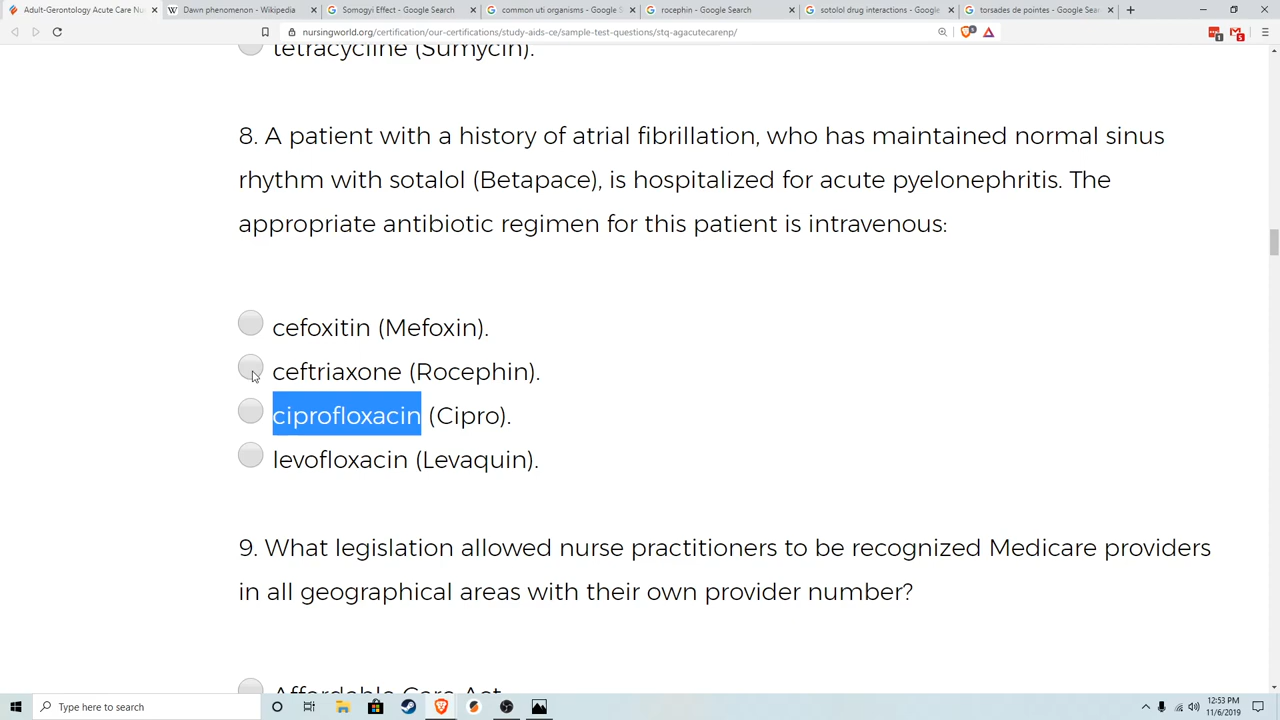 Adult-Gerontology Acute Care Nu
Dawn phenomenon - Wikipedia
Somogyi Effect - Google Search
common uti organisms - Google S
rocephin - Google Search
sotolol drug interactions - Google
torsades de pointes - Google Sear
nursingworld.org/certification/our-certifications/study-aids-ce/sample-test-questions/stq-agacutecarenp/
tetracycline (Sumycin).
8. A patient with a history of atrial fibrillation, who has maintained normal sinus
rhythm with sotalol (Betapace), is hospitalized for acute pyelonephritis. The
appropriate antibiotic regimen for this patient is intravenous:
cefoxitin (Mefoxin).
ceftriaxone (Rocephin).
ciprofloxacin (Cipro).
levofloxacin (Levaquin).
9. What legislation allowed nurse practitioners to be recognized Medicare providers
in all geographical areas with their own provider number?
Affordable Care Act
Type here to search
12:53 PM
11/6/2019